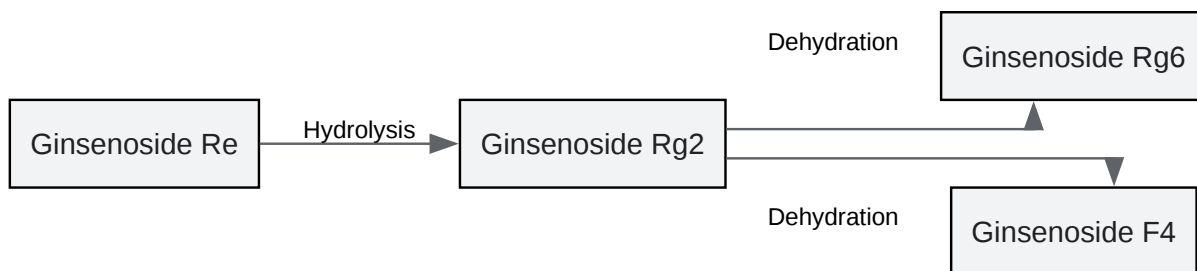 Dehydration
Ginsenoside Rg6
Ginsenoside Re
Hydrolysis
Ginsenoside Rg2
Dehydration
Ginsenoside F4